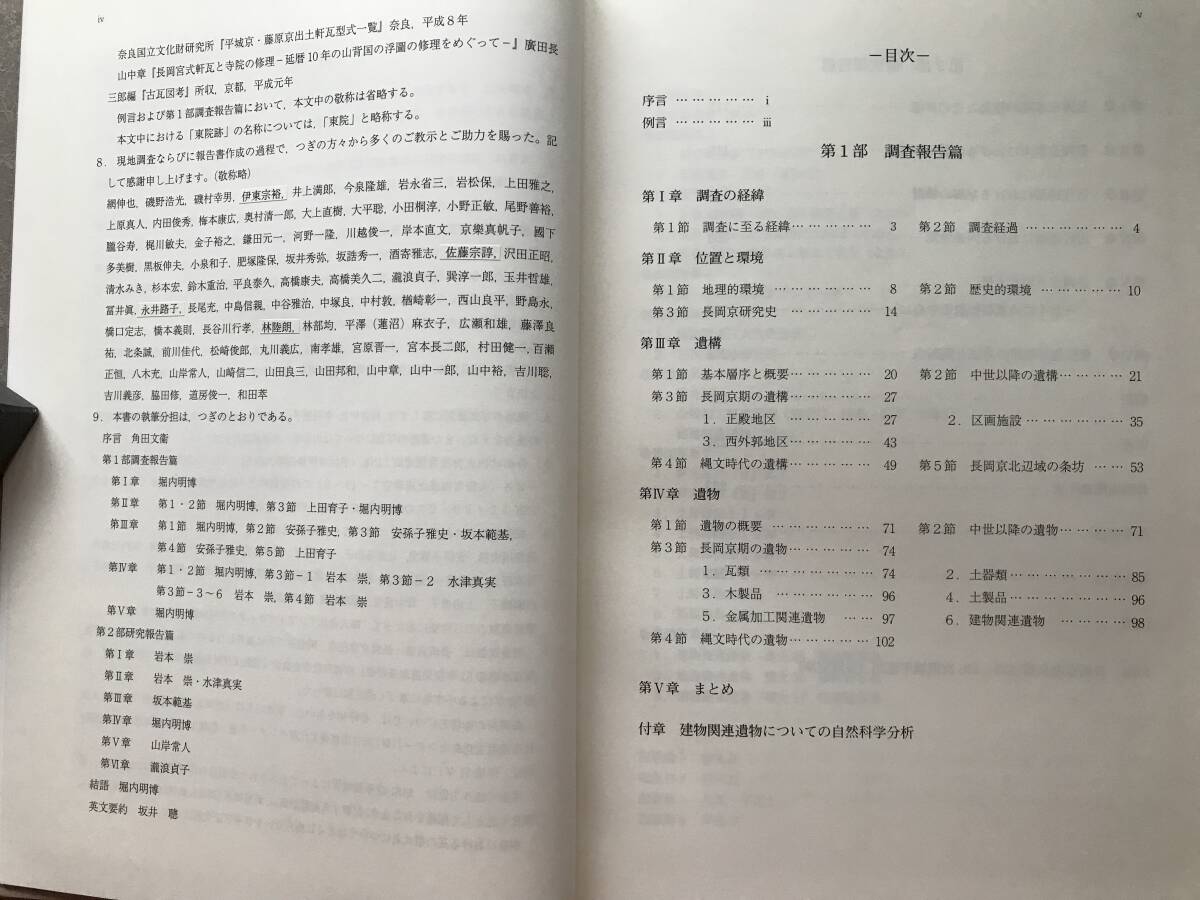 iv
奈良国立文化財研究所『平城京・藤原京出土軒瓦型式一覧』奈良，平成８年
山中章『長岡宮式軒瓦と寺院の修理－延暦10年の山背国の浮圖の修理をめぐって－』廣田長
三郎編『古瓦図考』所収，京都，平成元年
例言および第１部調査報告篇において，本文中の敬称は省略する。
本文中における「東院跡」の名称については，「東院」と略称する。
８．現地調査ならびに報告書作成の過程で，つぎの方々から多くのご教示とご助力を賜った。記
して感謝申し上げます。（敬称略）
網伸也，磯野浩光，磯村幸男，伊東宗裕，井上満郎，今泉隆雄，岩永省三，岩松保，上田雅之，
上原真人，内田俊秀，梅本康広，奥村清一郎，大上直樹，大平聡，小田桐淳，小野正敏，尾野善裕，
朧谷寿，梶川敏夫，金子裕之，鎌田元一，河野一隆，川越俊一，岸本直文，京樂真帆子，國下
多美樹，黒板伸夫，小泉和子，肥塚隆保，坂井秀弥，坂誥秀一，酒寄雅志，佐藤宗諄，沢田正昭，
清水みき，杉本宏，鈴木重治，平良泰久，高橋康夫，高橋美久二，瀧浪貞子，巽淳一郎，玉井哲雄，
冨井眞，永井路子，長尾充，中島信親，中谷雅治，中塚良，中村敦，楢崎彰一，西山良平，野島永，
橋口定志，橋本義則，長谷川行孝，林陸朗，林部均，平澤（蓮沼）麻衣子，広瀬和雄，藤澤良
祐，北条誠，前川佳代，松崎俊郎，丸川義広，南孝雄，宮原晋一，宮本長二郎，村田健一，百瀬
正恒，八木充，山岸常人，山崎信二，山田良三，山田邦和，山中章，山中一郎，山中裕，吉川聡，
吉川義彦，脇田修，道房俊一，和田萃
９．本書の執筆分担は，つぎのとおりである。
序言　角田文衞
第１部調査報告篇
第Ⅰ章　堀内明博
第Ⅱ章　第１・２節　堀内明博，第３節　上田育子・堀内明博
第Ⅲ章　第１節　堀内明博，第２節　安孫子雅史，第３節　安孫子雅史・坂本範基，
第４節　安孫子雅史，第５節　上田育子
第Ⅳ章　第１・２節　堀内明博，第３節－１　岩本　崇，第３節－２　水津真実
第３節－３～６　岩本　崇，第４節　岩本　崇
第Ⅴ章　堀内明博
第２部研究報告篇
第Ⅰ章　岩本　崇
第Ⅱ章　岩本　崇・水津真実
第Ⅲ章　坂本範基
第Ⅳ章　堀内明博
第Ⅴ章　山岸常人
第Ⅵ章　瀧浪貞子
結語　堀内明博
英文要約　坂井　聰
v
－目次－
序言 ……………… ⅰ
例言 ……………… ⅲ
第１部　調査報告篇
第Ⅰ章　調査の経緯
第１節　調査に至る経緯……………… 3　第２節　調査経過 ……………… 4
第Ⅱ章　位置と環境
第１節　地理的環境 ……………… 8　第２節　歴史的環境 ……………… 10
第３節　長岡京研究史 ……………… 14
第Ⅲ章　遺構
第１節　基本層序と概要……………… 20　第２節　中世以降の遺構………… 21
第３節　長岡京期の遺構……………… 27
１．正殿地区 ……………… 27　２．区画施設 ……………… 35
３．西外郭地区……………… 43
第４節　縄文時代の遺構……………… 49　第５節　長岡京北辺域の条坊 …… 53
第Ⅳ章　遺物
第１節　遺物の概要 ……………… 71　第２節　中世以降の遺物………… 71
第３節　長岡京期の遺物……………… 74
１．瓦類 ……………… 74　２．土器類……………… 85
３．木製品 ……………… 96　４．土製品……………… 96
５．金属加工関連遺物 …… 97　６．建物関連遺物 ………… 98
第４節　縄文時代の遺物……………… 102
第Ⅴ章　まとめ
付章　建物関連遺物についての自然科学分析